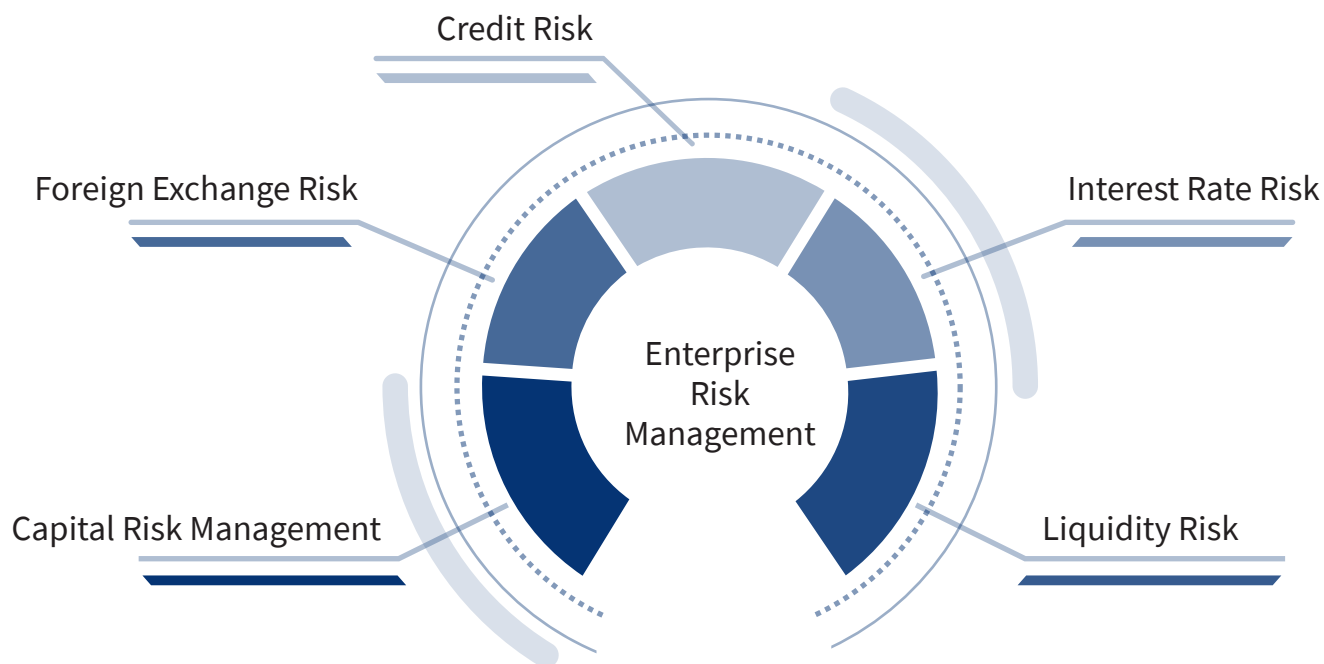 Credit Risk
Foreign Exchange Risk
Interest Rate Risk
Enterprise
Risk
Management
Capital Risk Management
Liquidity Risk